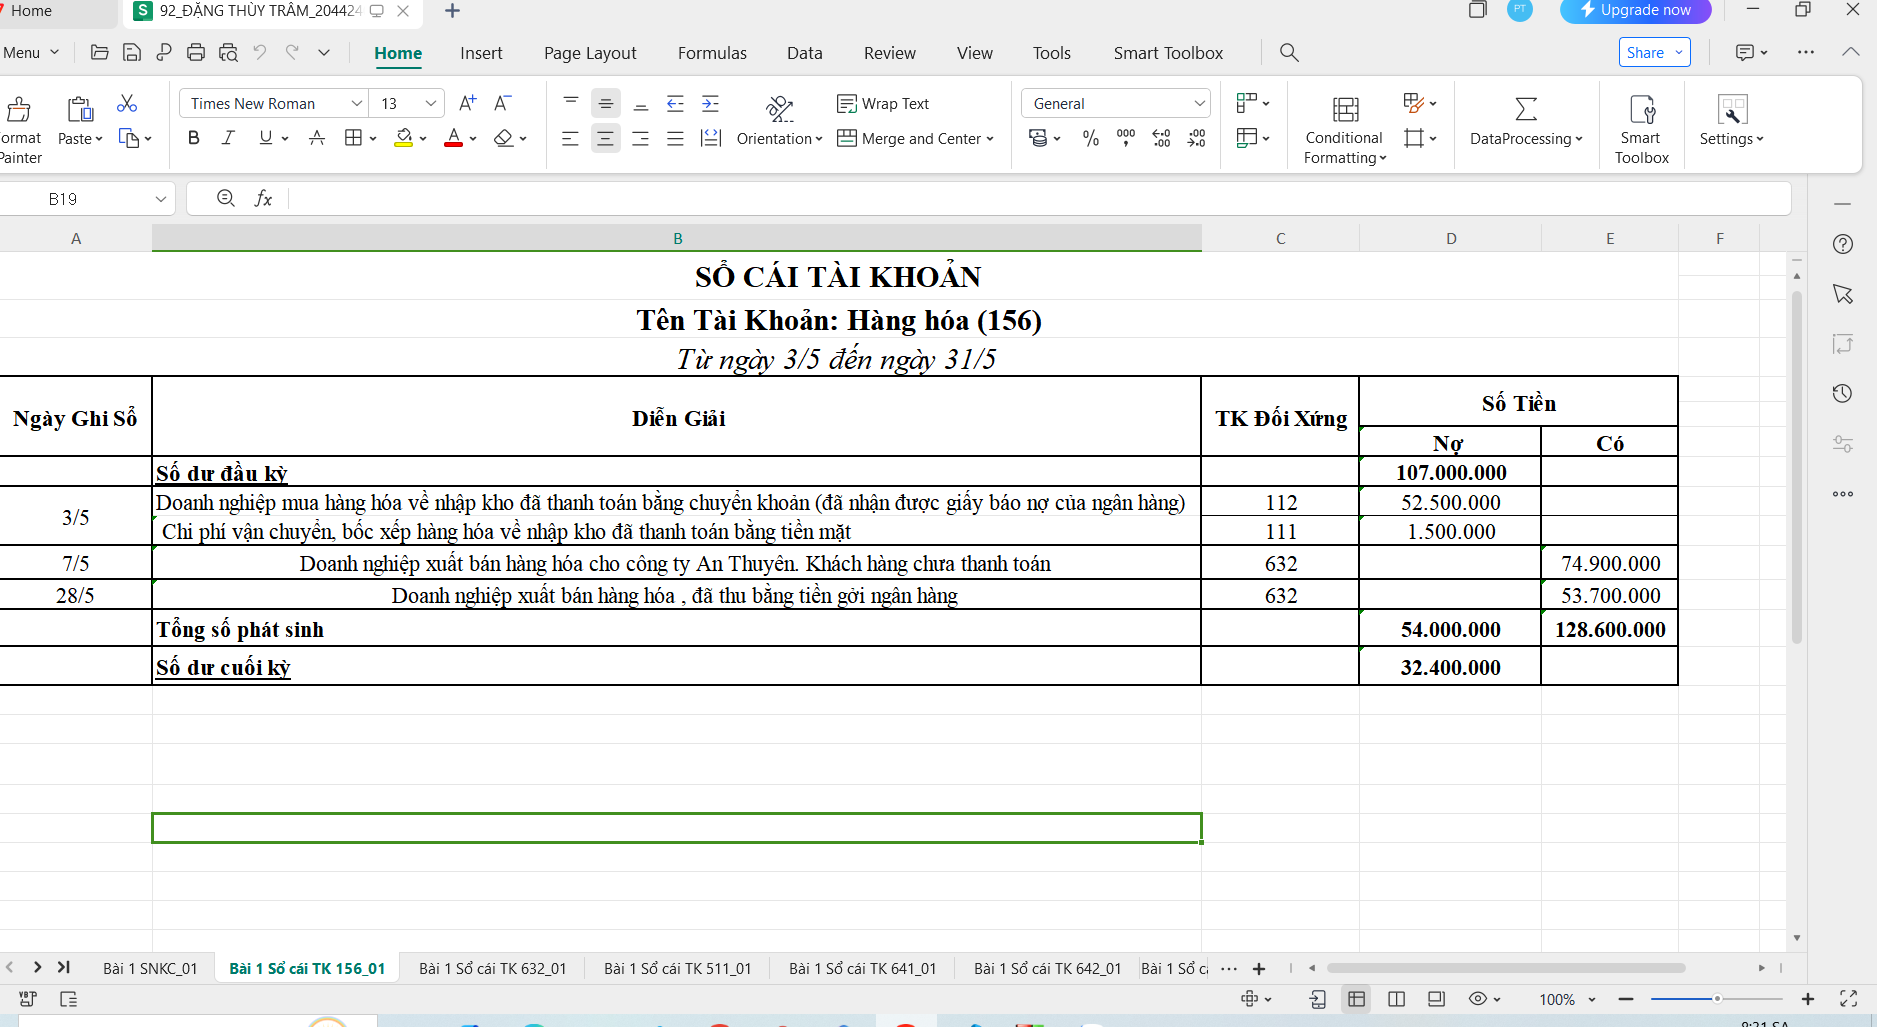 Home
92_ĐẶNG THÙY TRÂM_204424
PT
Upgrade now
Menu
Home
Insert
Page Layout
Formulas
Data
Review
View
Tools
Smart Toolbox
Share
Painter
Paste
Times New Roman
13
Orientation
Wrap Text
Merge and Center
General
Conditional
Formatting
DataProcessing
Smart
Toolbox
Settings
B19
fx
A B C D E F
SỔ CÁI TÀI KHOẢN
Tên Tài Khoản: Hàng hóa (156)
Từ ngày 3/5 đến ngày 31/5
Ngày Ghi Sổ Diễn Giải TK Đối Xứng Số Tiền
Nợ Có
Số dư đầu kỳ 107.000.000
3/5 Doanh nghiệp mua hàng hóa về nhập kho đã thanh toán bằng chuyển khoản (đã nhận được giấy báo nợ của ngân hàng) 112 52.500.000
Chi phí vận chuyển, bốc xếp hàng hóa về nhập kho đã thanh toán bằng tiền mặt 111 1.500.000
7/5 Doanh nghiệp xuất bán hàng hóa cho công ty An Thuyên. Khách hàng chưa thanh toán 632 74.900.000
28/5 Doanh nghiệp xuất bán hàng hóa , đã thu bằng tiền gởi ngân hàng 632 53.700.000
Tổng số phát sinh 54.000.000 128.600.000
Số dư cuối kỳ 32.400.000
Bài 1 SNKC_01
Bài 1 Sổ cái TK 156_01
Bài 1 Sổ cái TK 632_01
Bài 1 Sổ cái TK 511_01
Bài 1 Sổ cái TK 641_01
Bài 1 Sổ cái TK 642_01
Bài 1 Sổ
100%